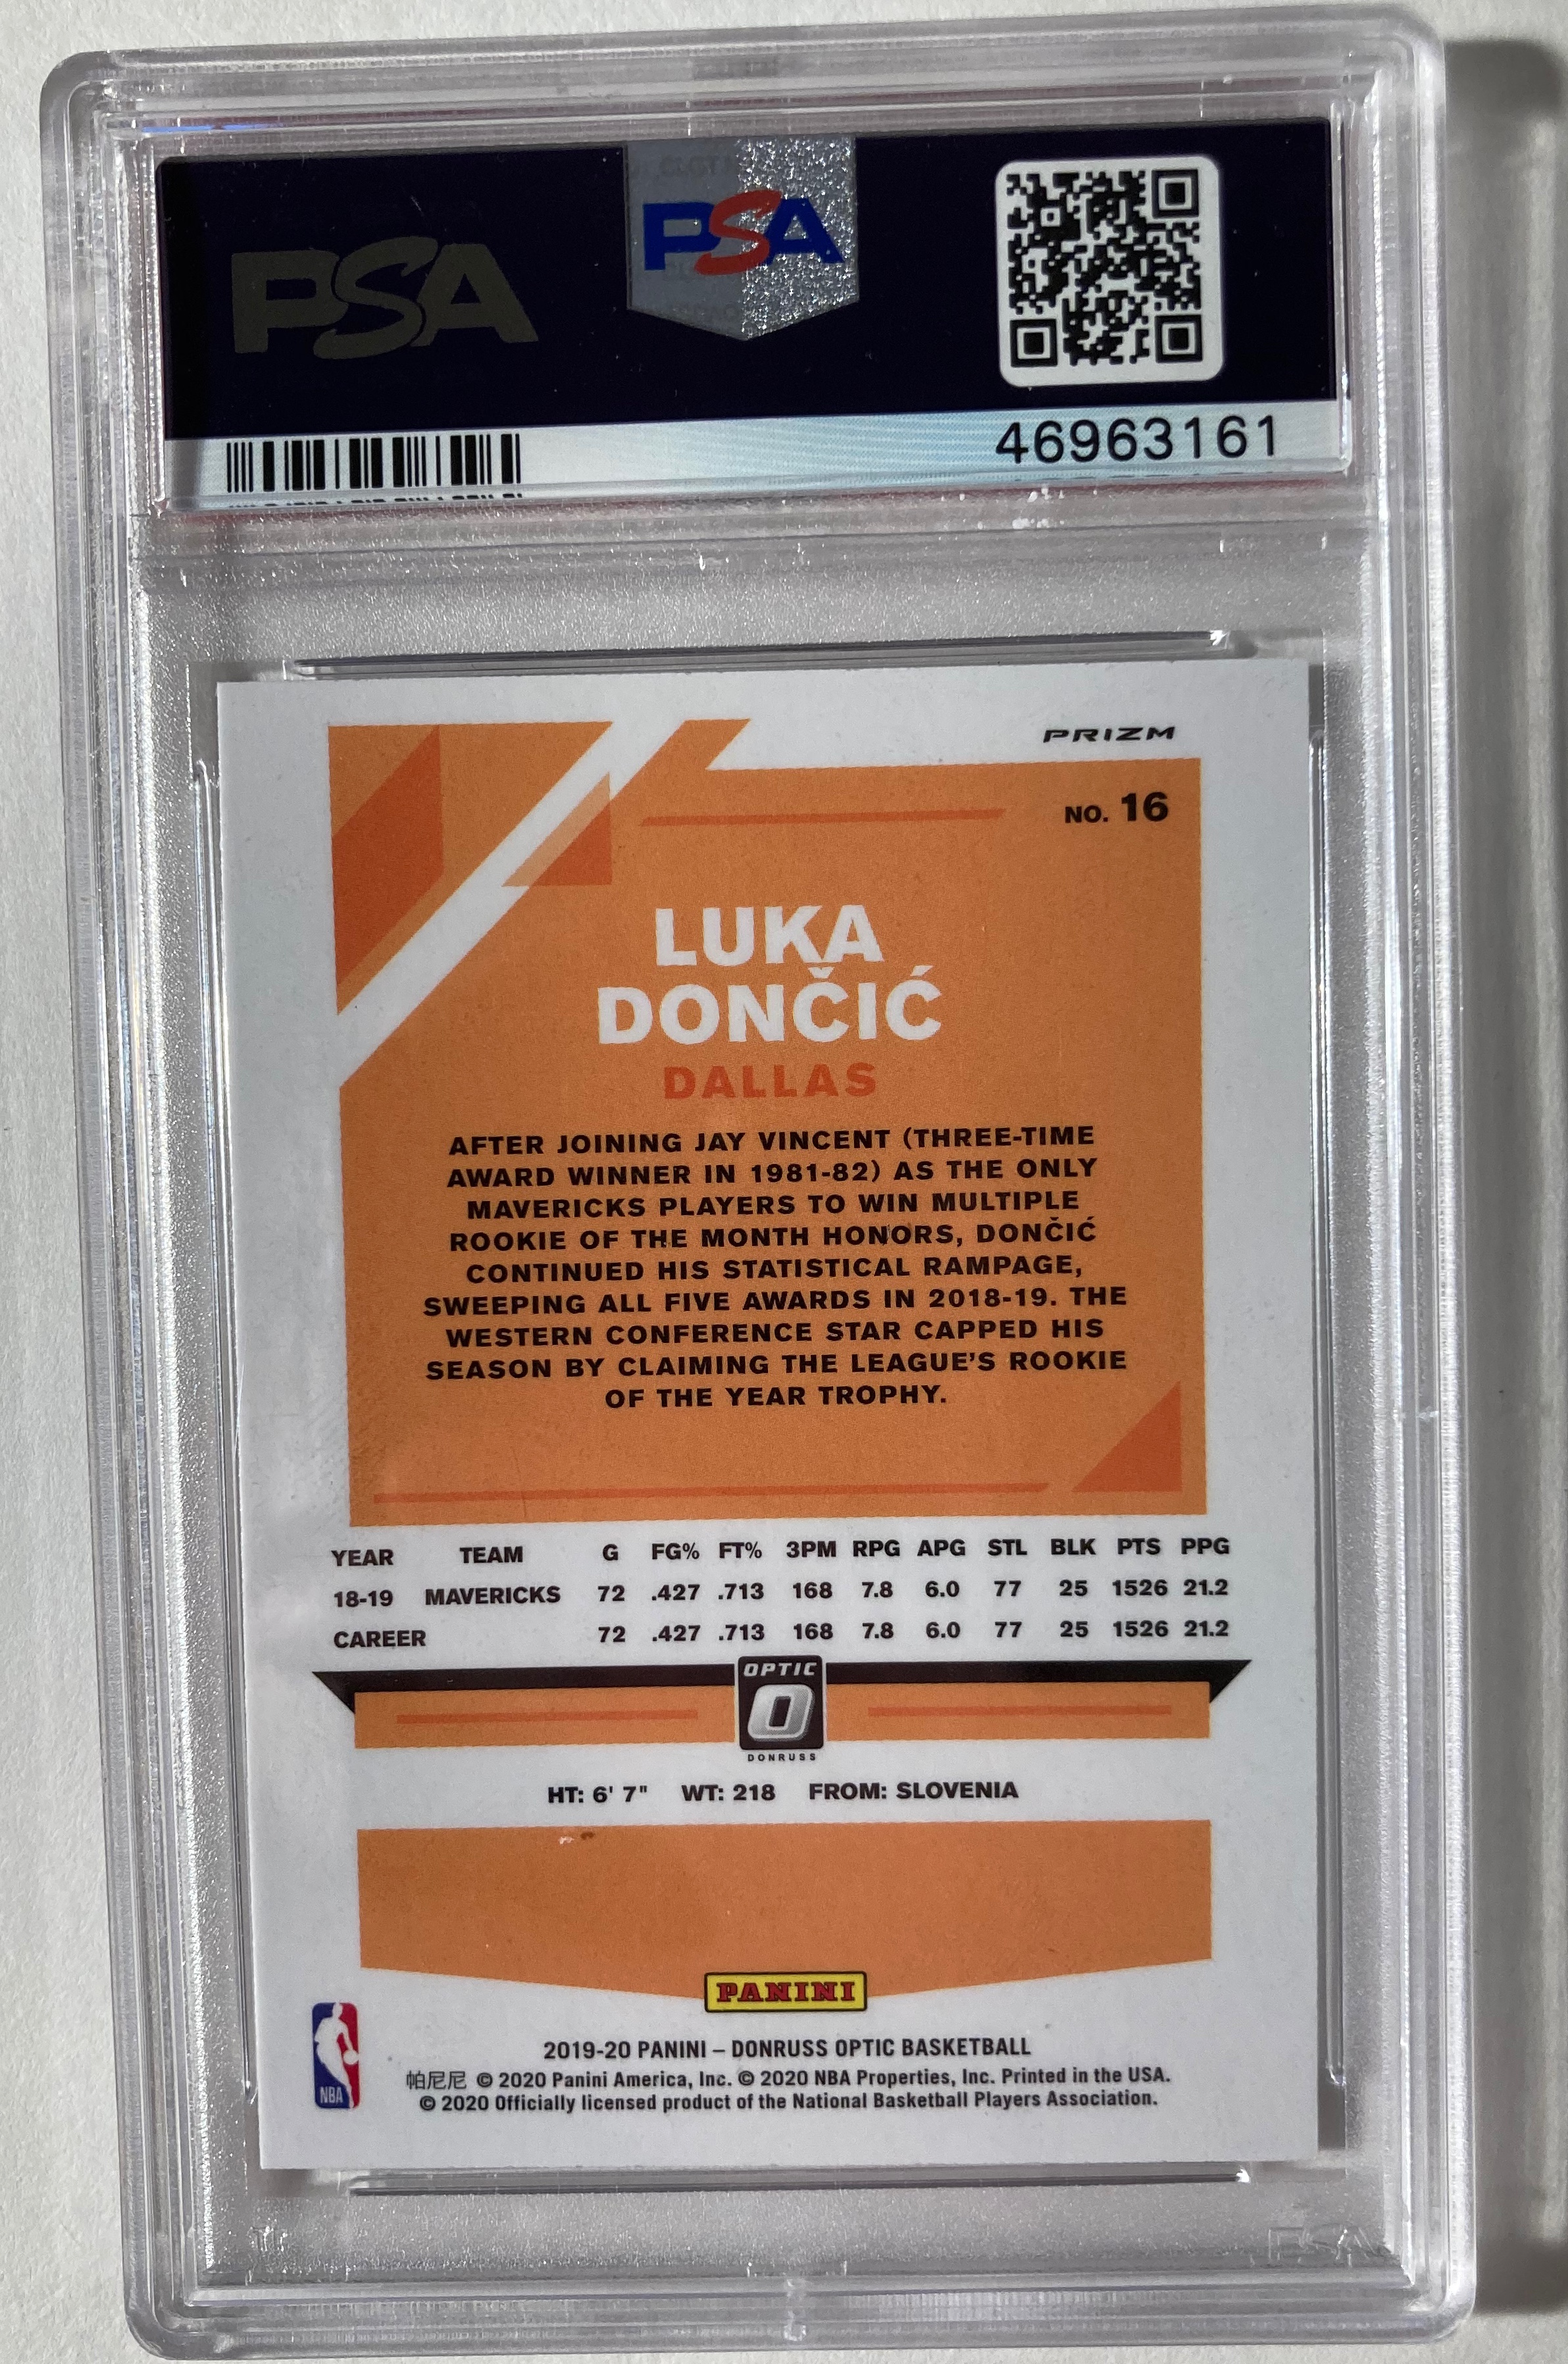 PSA
PSA
46963161
PRIZM
NO. 16
LUKA
DONČIĆ
DALLAS
AFTER JOINING JAY VINCENT (THREE-TIME
AWARD WINNER IN 1981-82) AS THE ONLY
MAVERICKS PLAYERS TO WIN MULTIPLE
ROOKIE OF THE MONTH HONORS, DONČIĆ
CONTINUED HIS STATISTICAL RAMPAGE,
SWEEPING ALL FIVE AWARDS IN 2018-19. THE
WESTERN CONFERENCE STAR CAPPED HIS
SEASON BY CLAIMING THE LEAGUE'S ROOKIE
OF THE YEAR TROPHY.
YEAR TEAM G FG% FT% 3PM RPG APG STL BLK PTS PPG
18-19 MAVERICKS 72 .427 .713 168 7.8 6.0 77 25 1526 21.2
CAREER 72 .427 .713 168 7.8 6.0 77 25 1526 21.2
OPTIC
O
DONRUSS
HT: 6' 7" WT: 218 FROM: SLOVENIA
PANINI
NBA
2019-20 PANINI – DONRUSS OPTIC BASKETBALL
帕尼尼 © 2020 Panini America, Inc. © 2020 NBA Properties, Inc. Printed in the USA.
© 2020 Officially licensed product of the National Basketball Players Association.
PSA